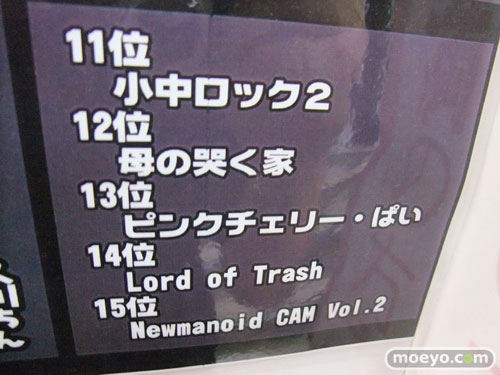 11位
小中ロック2
12位
母の哭く家
13位
ピンクチェリー・ぱい
14位
Lord of Trash
15位
Newmanoid CAM Vol.2
moeyo.com